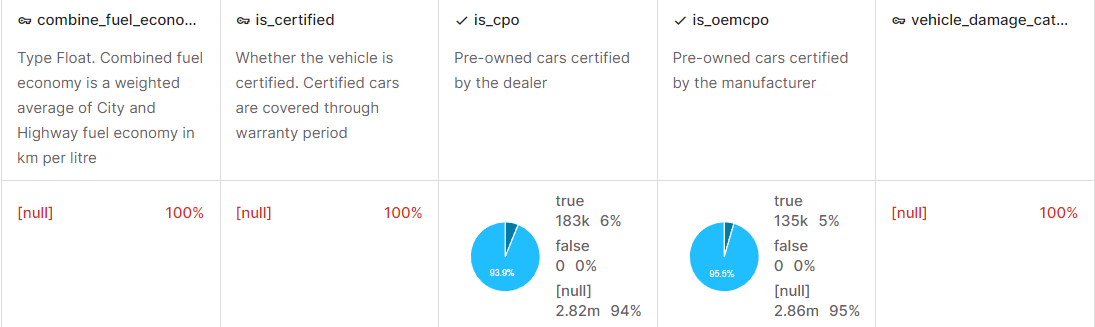 combine_fuel_econo...
Type Float. Combined fuel
economy is a weighted
average of City and
Highway fuel economy in
km per litre
[null] 100%
is_certified
Whether the vehicle is
certified. Certified cars
are covered through
warranty period
[null] 100%
is_cpo
Pre-owned cars certified
by the dealer
93.9%
true
183k 6%
false
0 0%
[null]
2.82m 94%
is_oemcpo
Pre-owned cars certified
by the manufacturer
95.5%
true
135k 5%
false
0 0%
[null]
2.86m 95%
vehicle_damage_cat...
[null] 100%